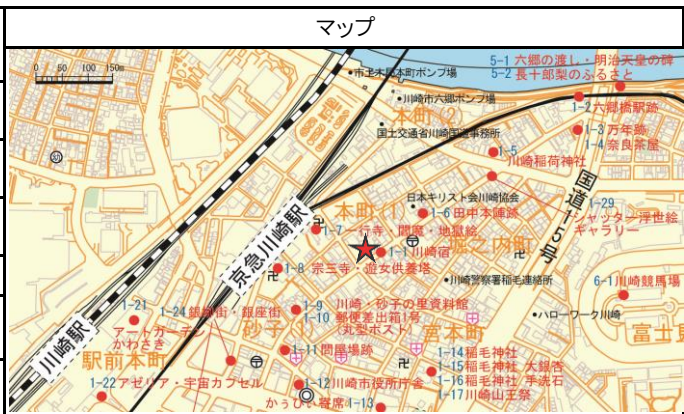 マップ
0 50 100 150m
市土木局本町ポンプ場
5-1 六郷の渡し・明治天皇の碑
5-2 長十郎梨のふるさと
川崎市六郷ポンプ場
1-2 六郷橋駅跡
本町(2)
国土交通省川崎国道事務所
1-3 万年跡
1-4 奈良茶屋
1-5
川崎稲荷神社
国道15号
1-29
シャッター浮世絵
ギャラリー
日本キリスト会川崎協会
本町(1)
1-6 田中本陣跡
1-7 一行寺・閻魔・地獄絵
堀之内町
京急川崎駅
1-1 川崎宿
1-8 宗三寺・遊女供養塔
川崎警察署稲毛連絡所
6-1 川崎競馬場
1-9 川崎・砂子の里資料館
1-10 郵便差出箱1号
(丸型ポスト)
ハローワーク川崎
1-21
アートガーデン
かわさき
1-24 銀柳街・銀座街
砂子(1)
宮本町
富士見
川崎駅
駅前本町
1-11 問屋場跡
1-14 稲毛神社
1-15 稲毛神社 大銀杏
1-16 稲毛神社 手洗石
1-17 川崎山王祭
1-22 アゼリア・宇宙カプセル
1-12 川崎市役所庁舎
かぅひぃ寄席 1-13